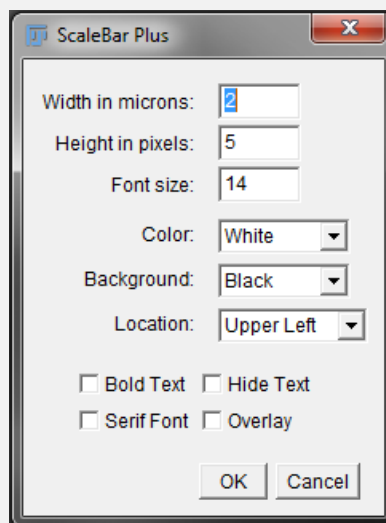 ScaleBar Plus
Width in microns: 2
Height in pixels: 5
Font size: 14
Color: White
Background: Black
Location: Upper Left
Bold Text Hide Text
Serif Font Overlay
OK Cancel